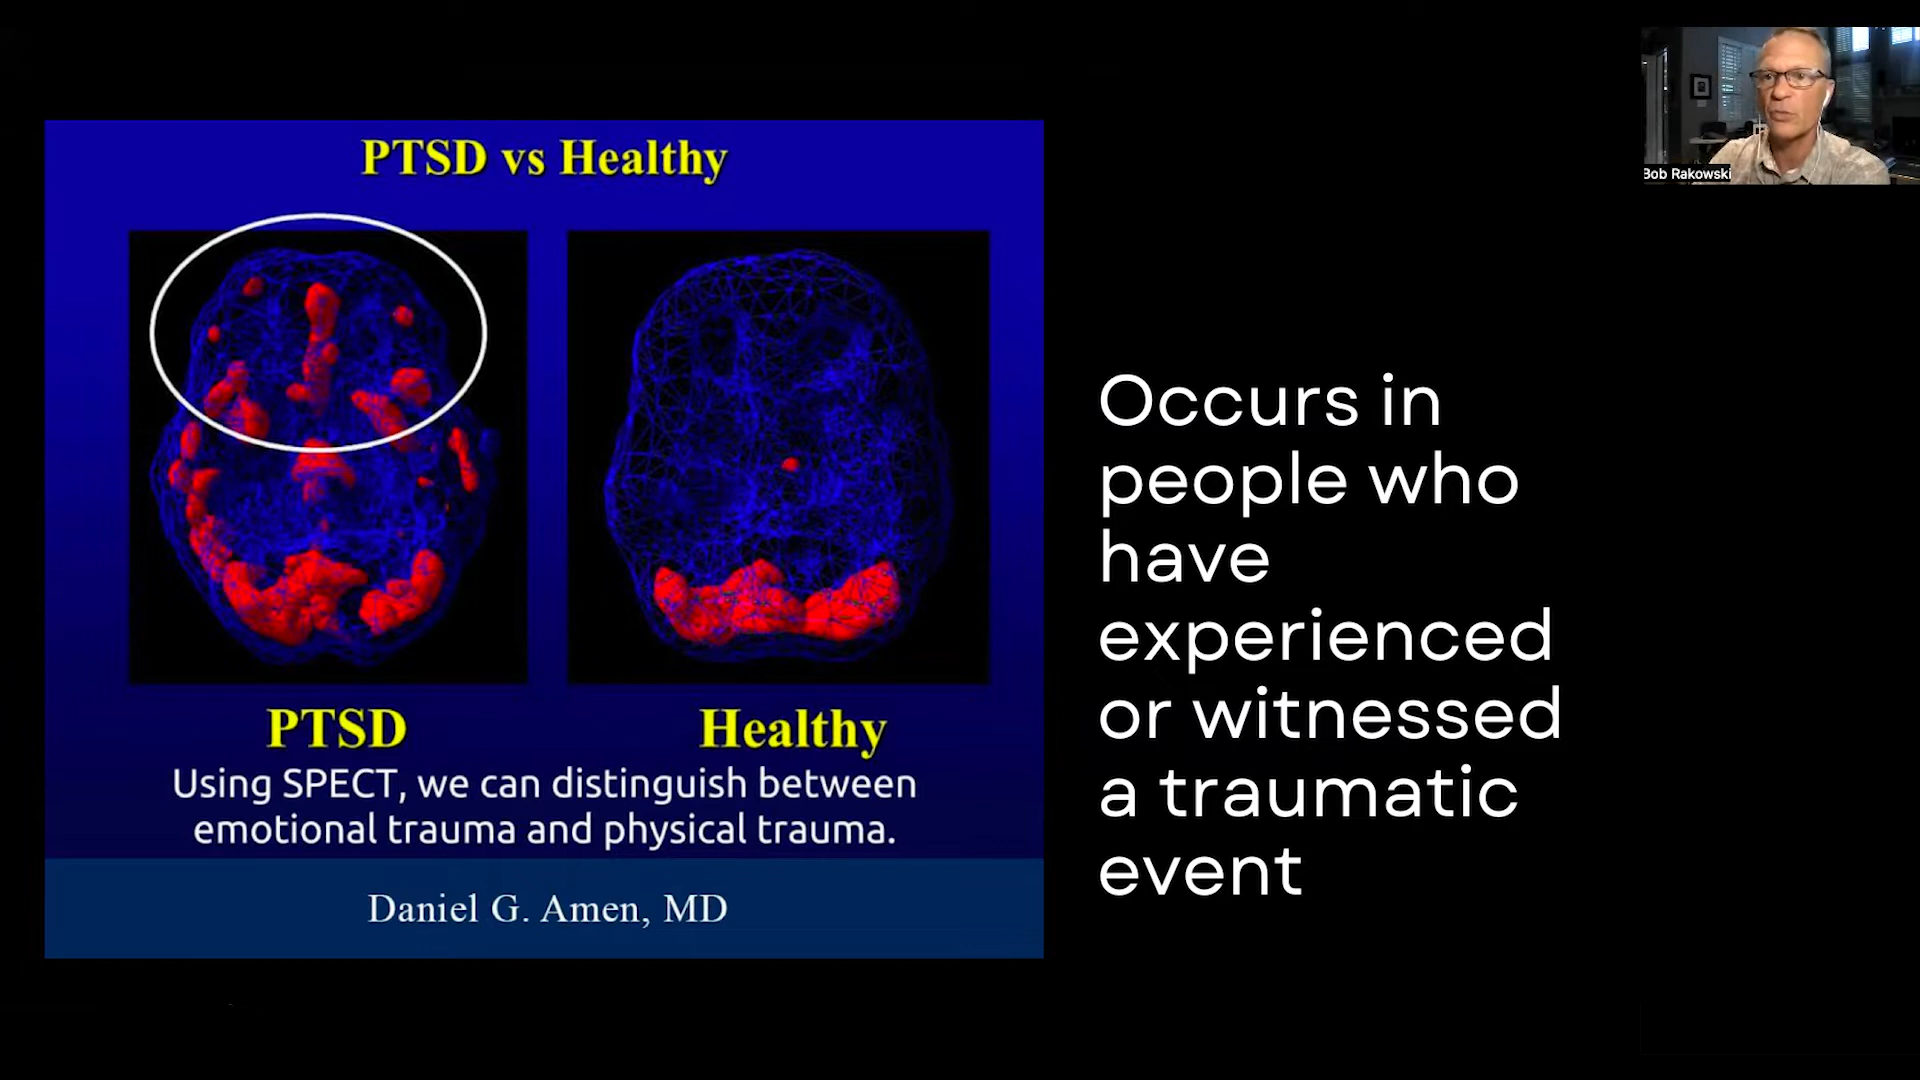 PTSD vs Healthy
PTSD
Healthy
Using SPECT, we can distinguish between
emotional trauma and physical trauma.
Daniel G. Amen, MD
Occurs in
people who
have
experienced
or witnessed
a traumatic
event
Bob Rakowski